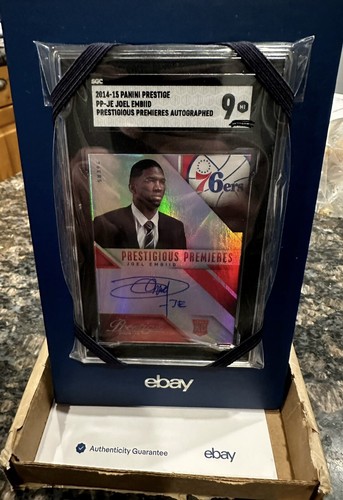 SGC
2014-15 PANINI PRESTIGE
PP-JE JOEL EMBIID
PRESTIGIOUS PREMIERES AUTOGRAPHED
9
76ers
PRESTIGIOUS PREMIERES
JOEL EMBIID
RC
ebay
Authenticity Guarantee
ebay